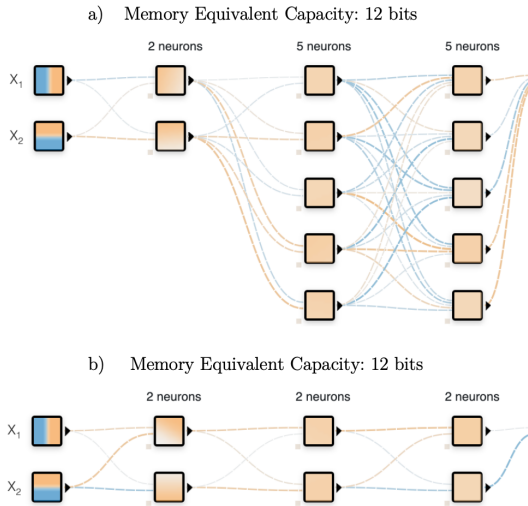 a) Memory Equivalent Capacity: 12 bits
2 neurons 5 neurons 5 neurons
X1
X2
b) Memory Equivalent Capacity: 12 bits
2 neurons 2 neurons 2 neurons
X1
X2